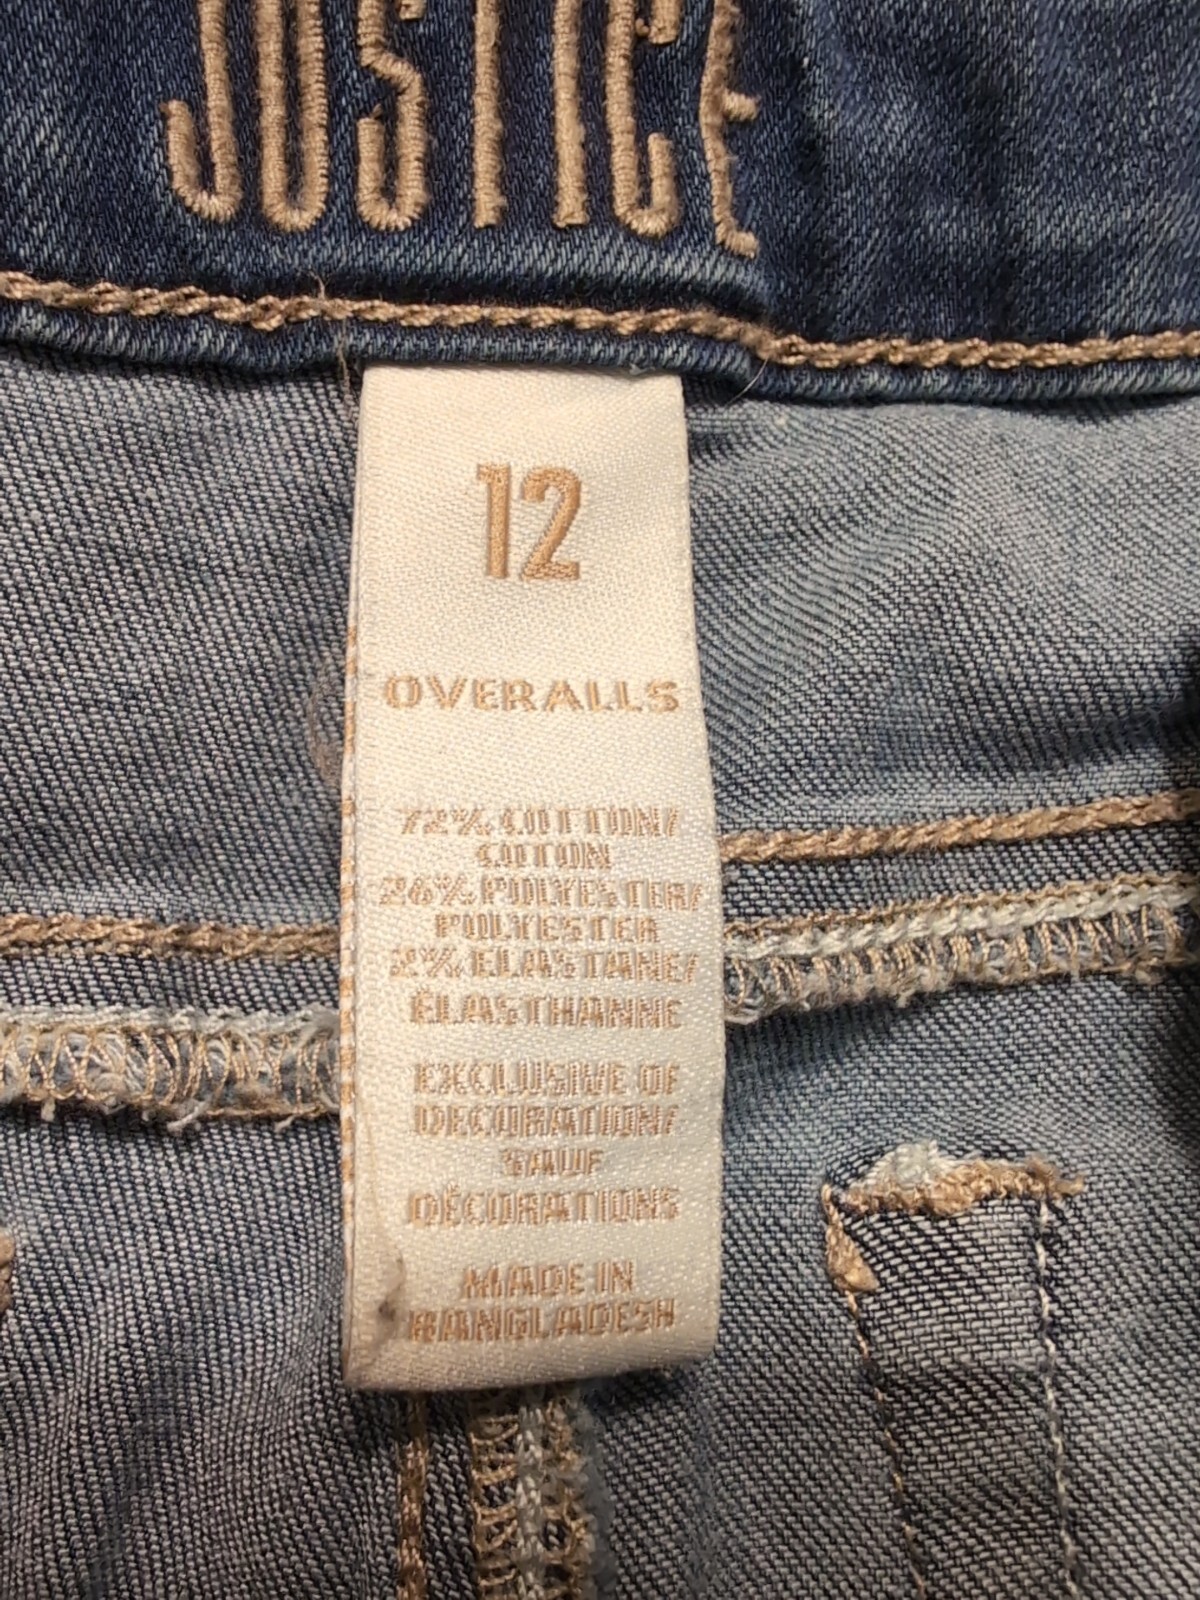 JUSTICE
12
OVERALLS
72% COTTON/
COTON
26% POLYESTER/
POLYESTER
2% ELASTANE/
ÉLASTHANNE
EXCLUSIVE OF
DECORATION/
SAUF
DÉCORATIONS
MADE IN
BANGLADESH